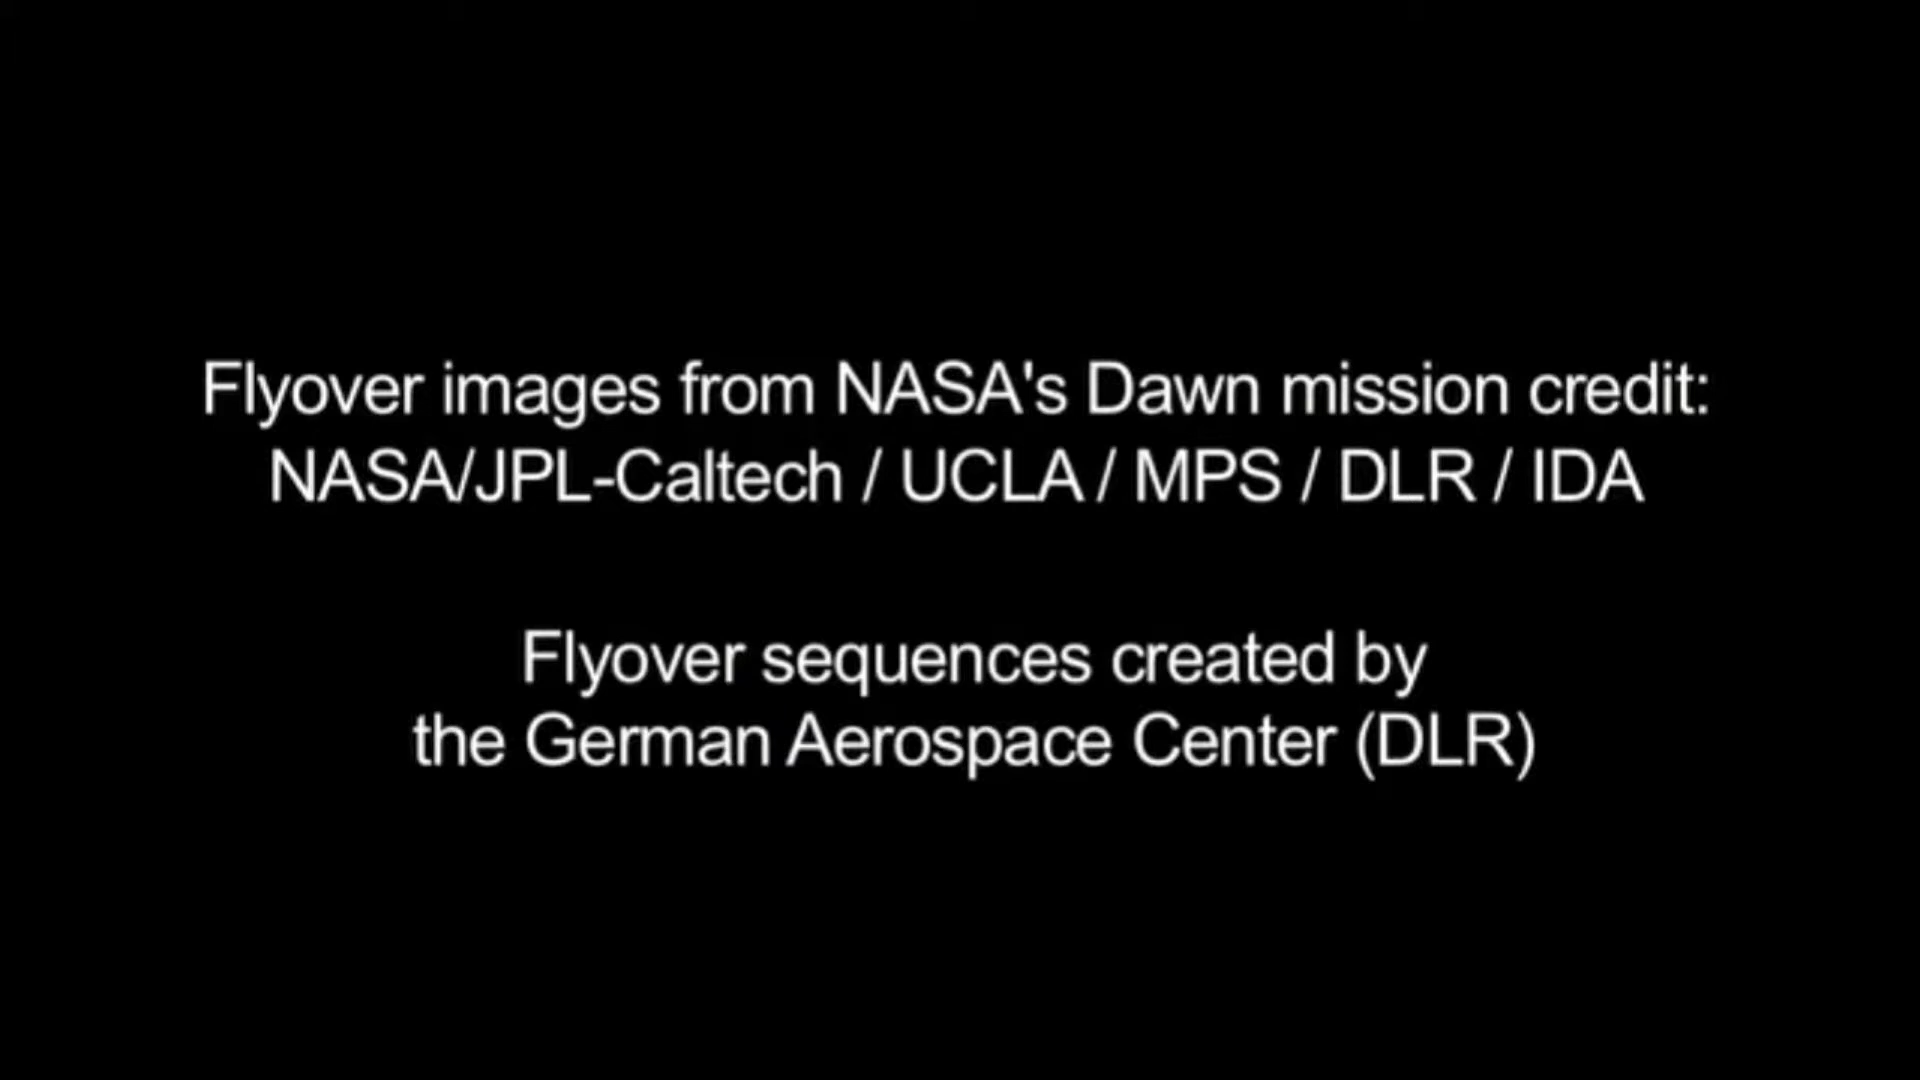 Flyover images from NASA's Dawn mission credit:
NASA/JPL-Caltech / UCLA / MPS / DLR / IDA
Flyover sequences created by
the German Aerospace Center (DLR)